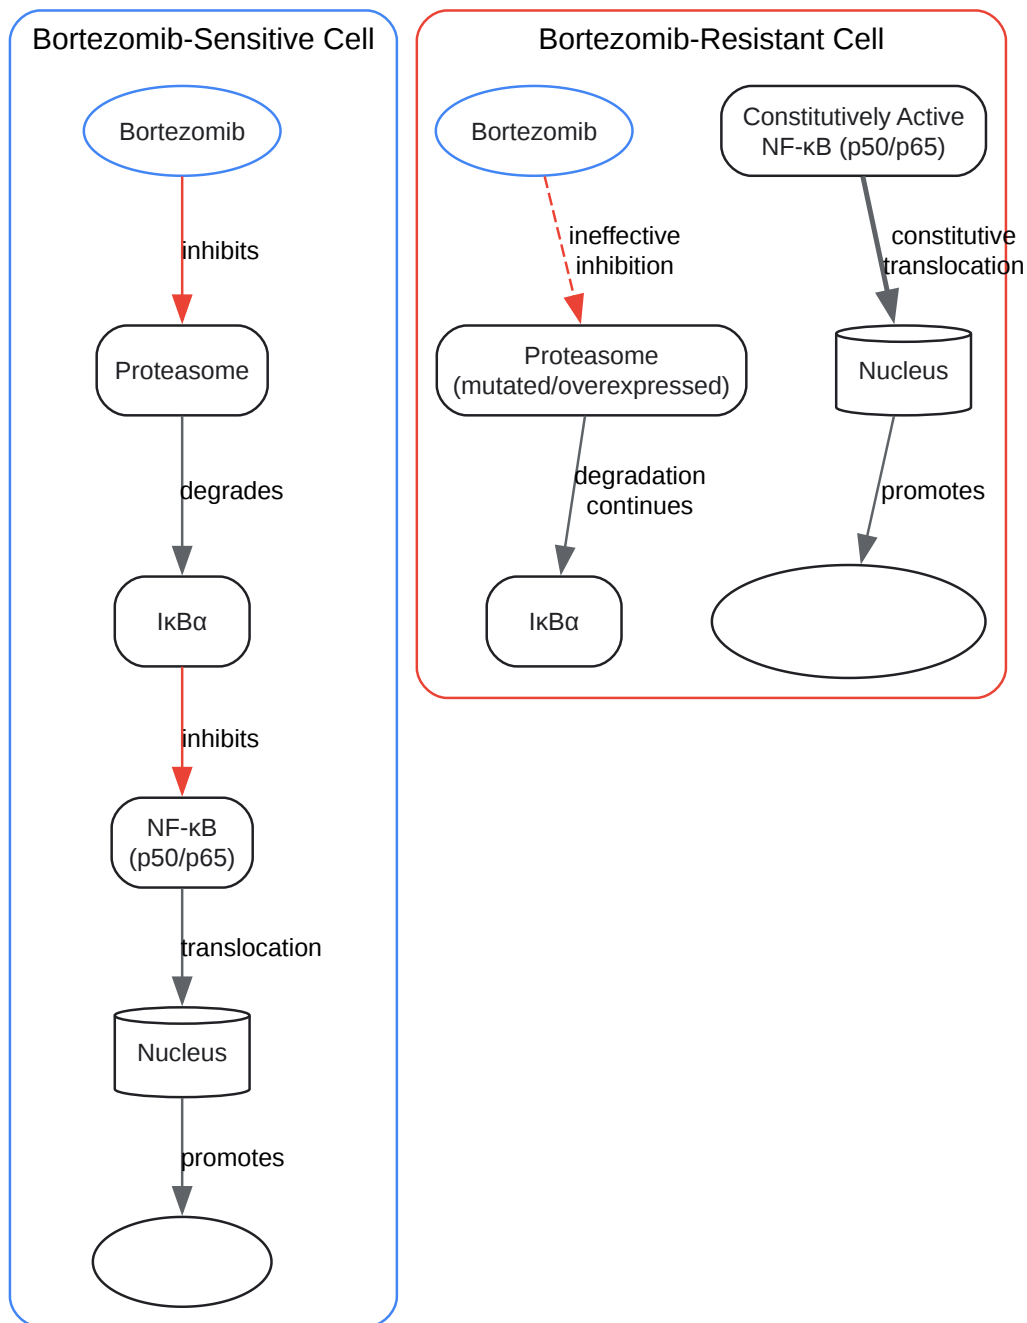 Bortezomib-Sensitive Cell
Bortezomib
inhibits
Proteasome
degrades
IκBα
inhibits
NF-κB
(p50/p65)
translocation
Nucleus
promotes
Bortezomib-Resistant Cell
Bortezomib
ineffective
inhibition
Proteasome
(mutated/overexpressed)
degradation
continues
IκBα
Constitutively Active
NF-κB (p50/p65)
constitutive
translocation
Nucleus
promotes